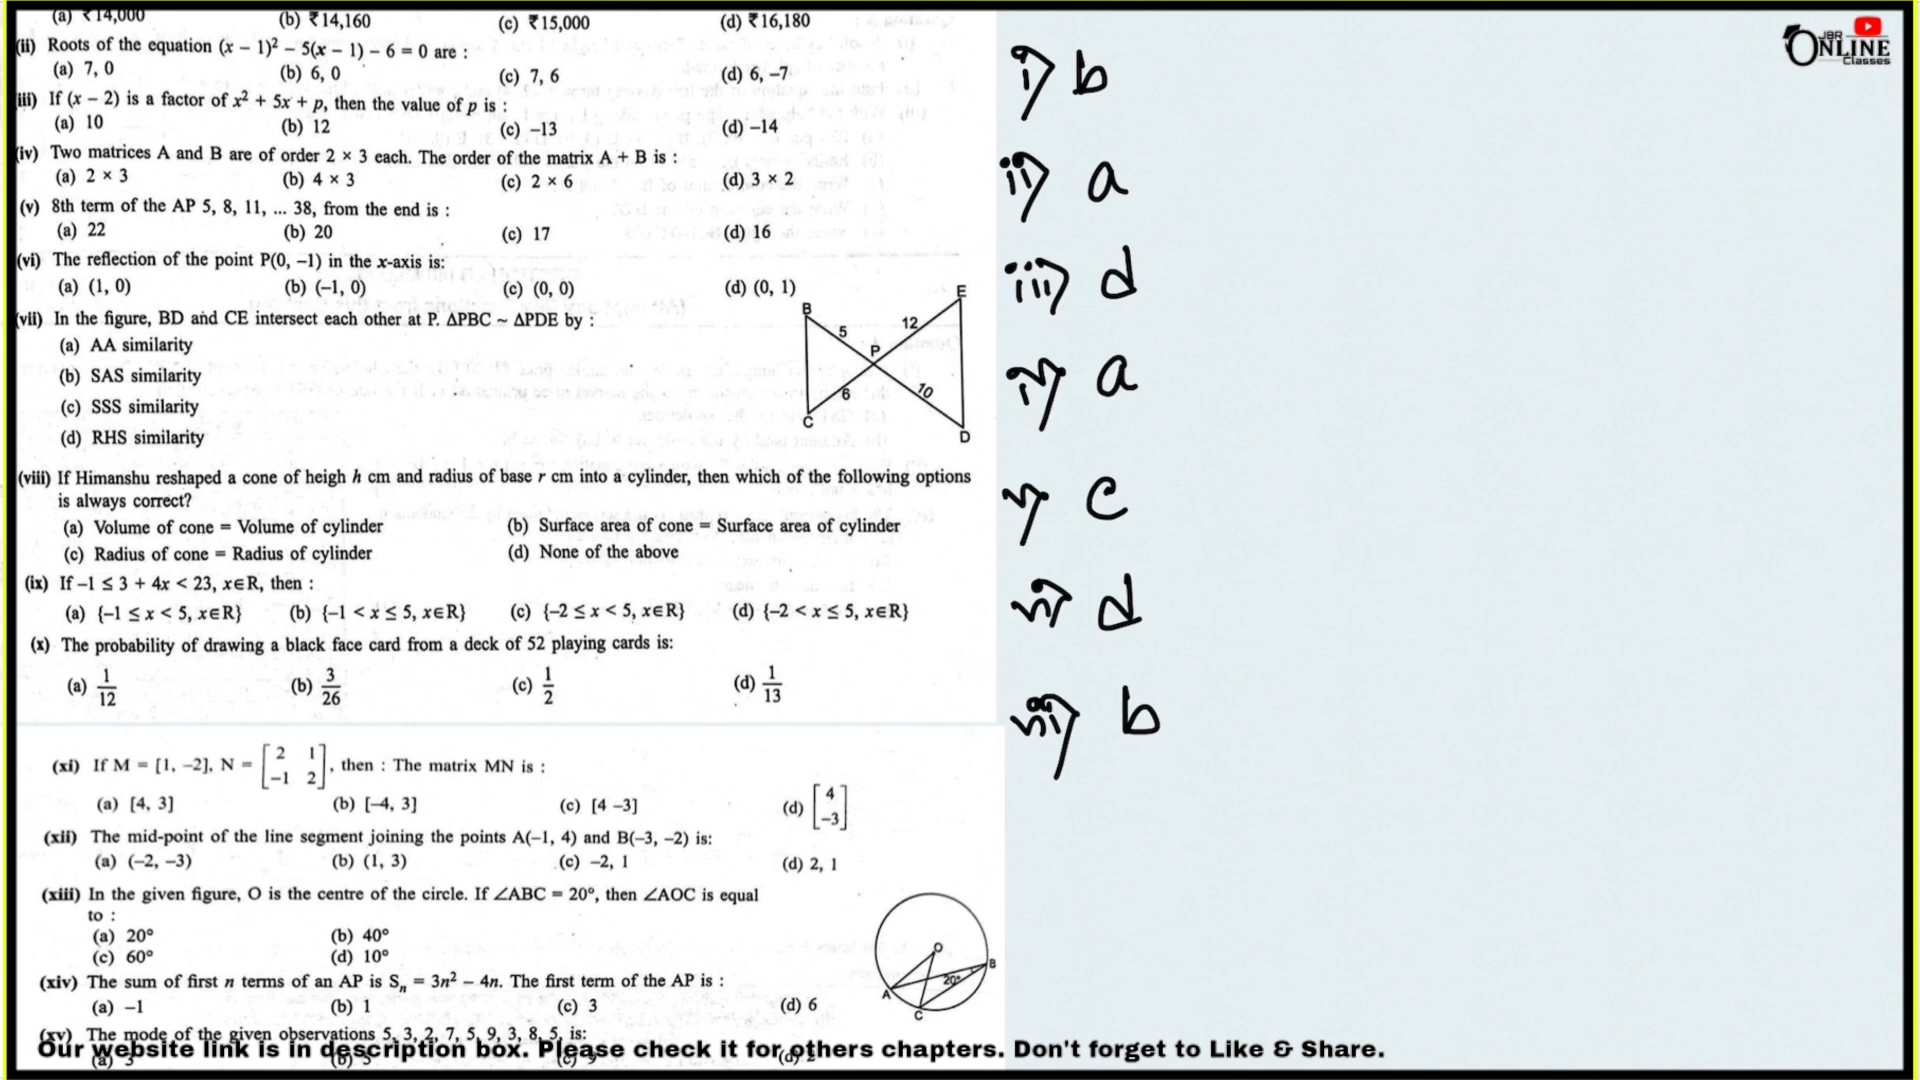 (a) ₹14,000 (b) ₹14,160 (c) ₹15,000 (d) ₹16,180
(ii) Roots of the equation (x – 1)² – 5(x – 1) – 6 = 0 are :
(a) 7, 0 (b) 6, 0 (c) 7, 6 (d) 6, –7
(iii) If (x – 2) is a factor of x² + 5x + p, then the value of p is :
(a) 10 (b) 12 (c) –13 (d) –14
(iv) Two matrices A and B are of order 2 × 3 each. The order of the matrix A + B is :
(a) 2 × 3 (b) 4 × 3 (c) 2 × 6 (d) 3 × 2
(v) 8th term of the AP 5, 8, 11, ... 38, from the end is :
(a) 22 (b) 20 (c) 17 (d) 16
(vi) The reflection of the point P(0, –1) in the x-axis is:
(a) (1, 0) (b) (–1, 0) (c) (0, 0) (d) (0, 1)
(vii) In the figure, BD and CE intersect each other at P. ΔPBC ~ ΔPDE by :
(a) AA similarity
(b) SAS similarity
(c) SSS similarity
(d) RHS similarity
B 5 12 E
P
6 10
C D
(viii) If Himanshu reshaped a cone of heigh h cm and radius of base r cm into a cylinder, then which of the following options
is always correct?
(a) Volume of cone = Volume of cylinder (b) Surface area of cone = Surface area of cylinder
(c) Radius of cone = Radius of cylinder (d) None of the above
(ix) If –1 ≤ 3 + 4x < 23, x∈R, then :
(a) {–1 ≤ x < 5, x∈R} (b) {–1 < x ≤ 5, x∈R} (c) {–2 ≤ x < 5, x∈R} (d) {–2 < x ≤ 5, x∈R}
(x) The probability of drawing a black face card from a deck of 52 playing cards is:
(a) 1/12 (b) 3/26 (c) 1/2 (d) 1/13
(xi) If M = [1, –2], N = [2 1; –1 2], then : The matrix MN is :
(a) [4, 3] (b) [–4, 3] (c) [4 –3] (d) [4; –3]
(xii) The mid-point of the line segment joining the points A(–1, 4) and B(–3, –2) is:
(a) (–2, –3) (b) (1, 3) (c) –2, 1 (d) 2, 1
(xiii) In the given figure, O is the centre of the circle. If ∠ABC = 20°, then ∠AOC is equal
to :
(a) 20° (b) 40°
(c) 60° (d) 10°
O
A 20° B
C
(xiv) The sum of first n terms of an AP is Sn = 3n² – 4n. The first term of the AP is :
(a) –1 (b) 1 (c) 3 (d) 6
(xv) The mode of the given observations 5, 3, 2, 7, 5, 9, 3, 8, 5, is:
(a) 3 (b) 5 (c) 9 (d) 2
Our website link is in description box. Please check it for others chapters. Don't forget to Like & Share.
i) b
ii) a
iii) d
iv) a
v) c
vi) d
vii) b
JBR
ONLINE
Classes